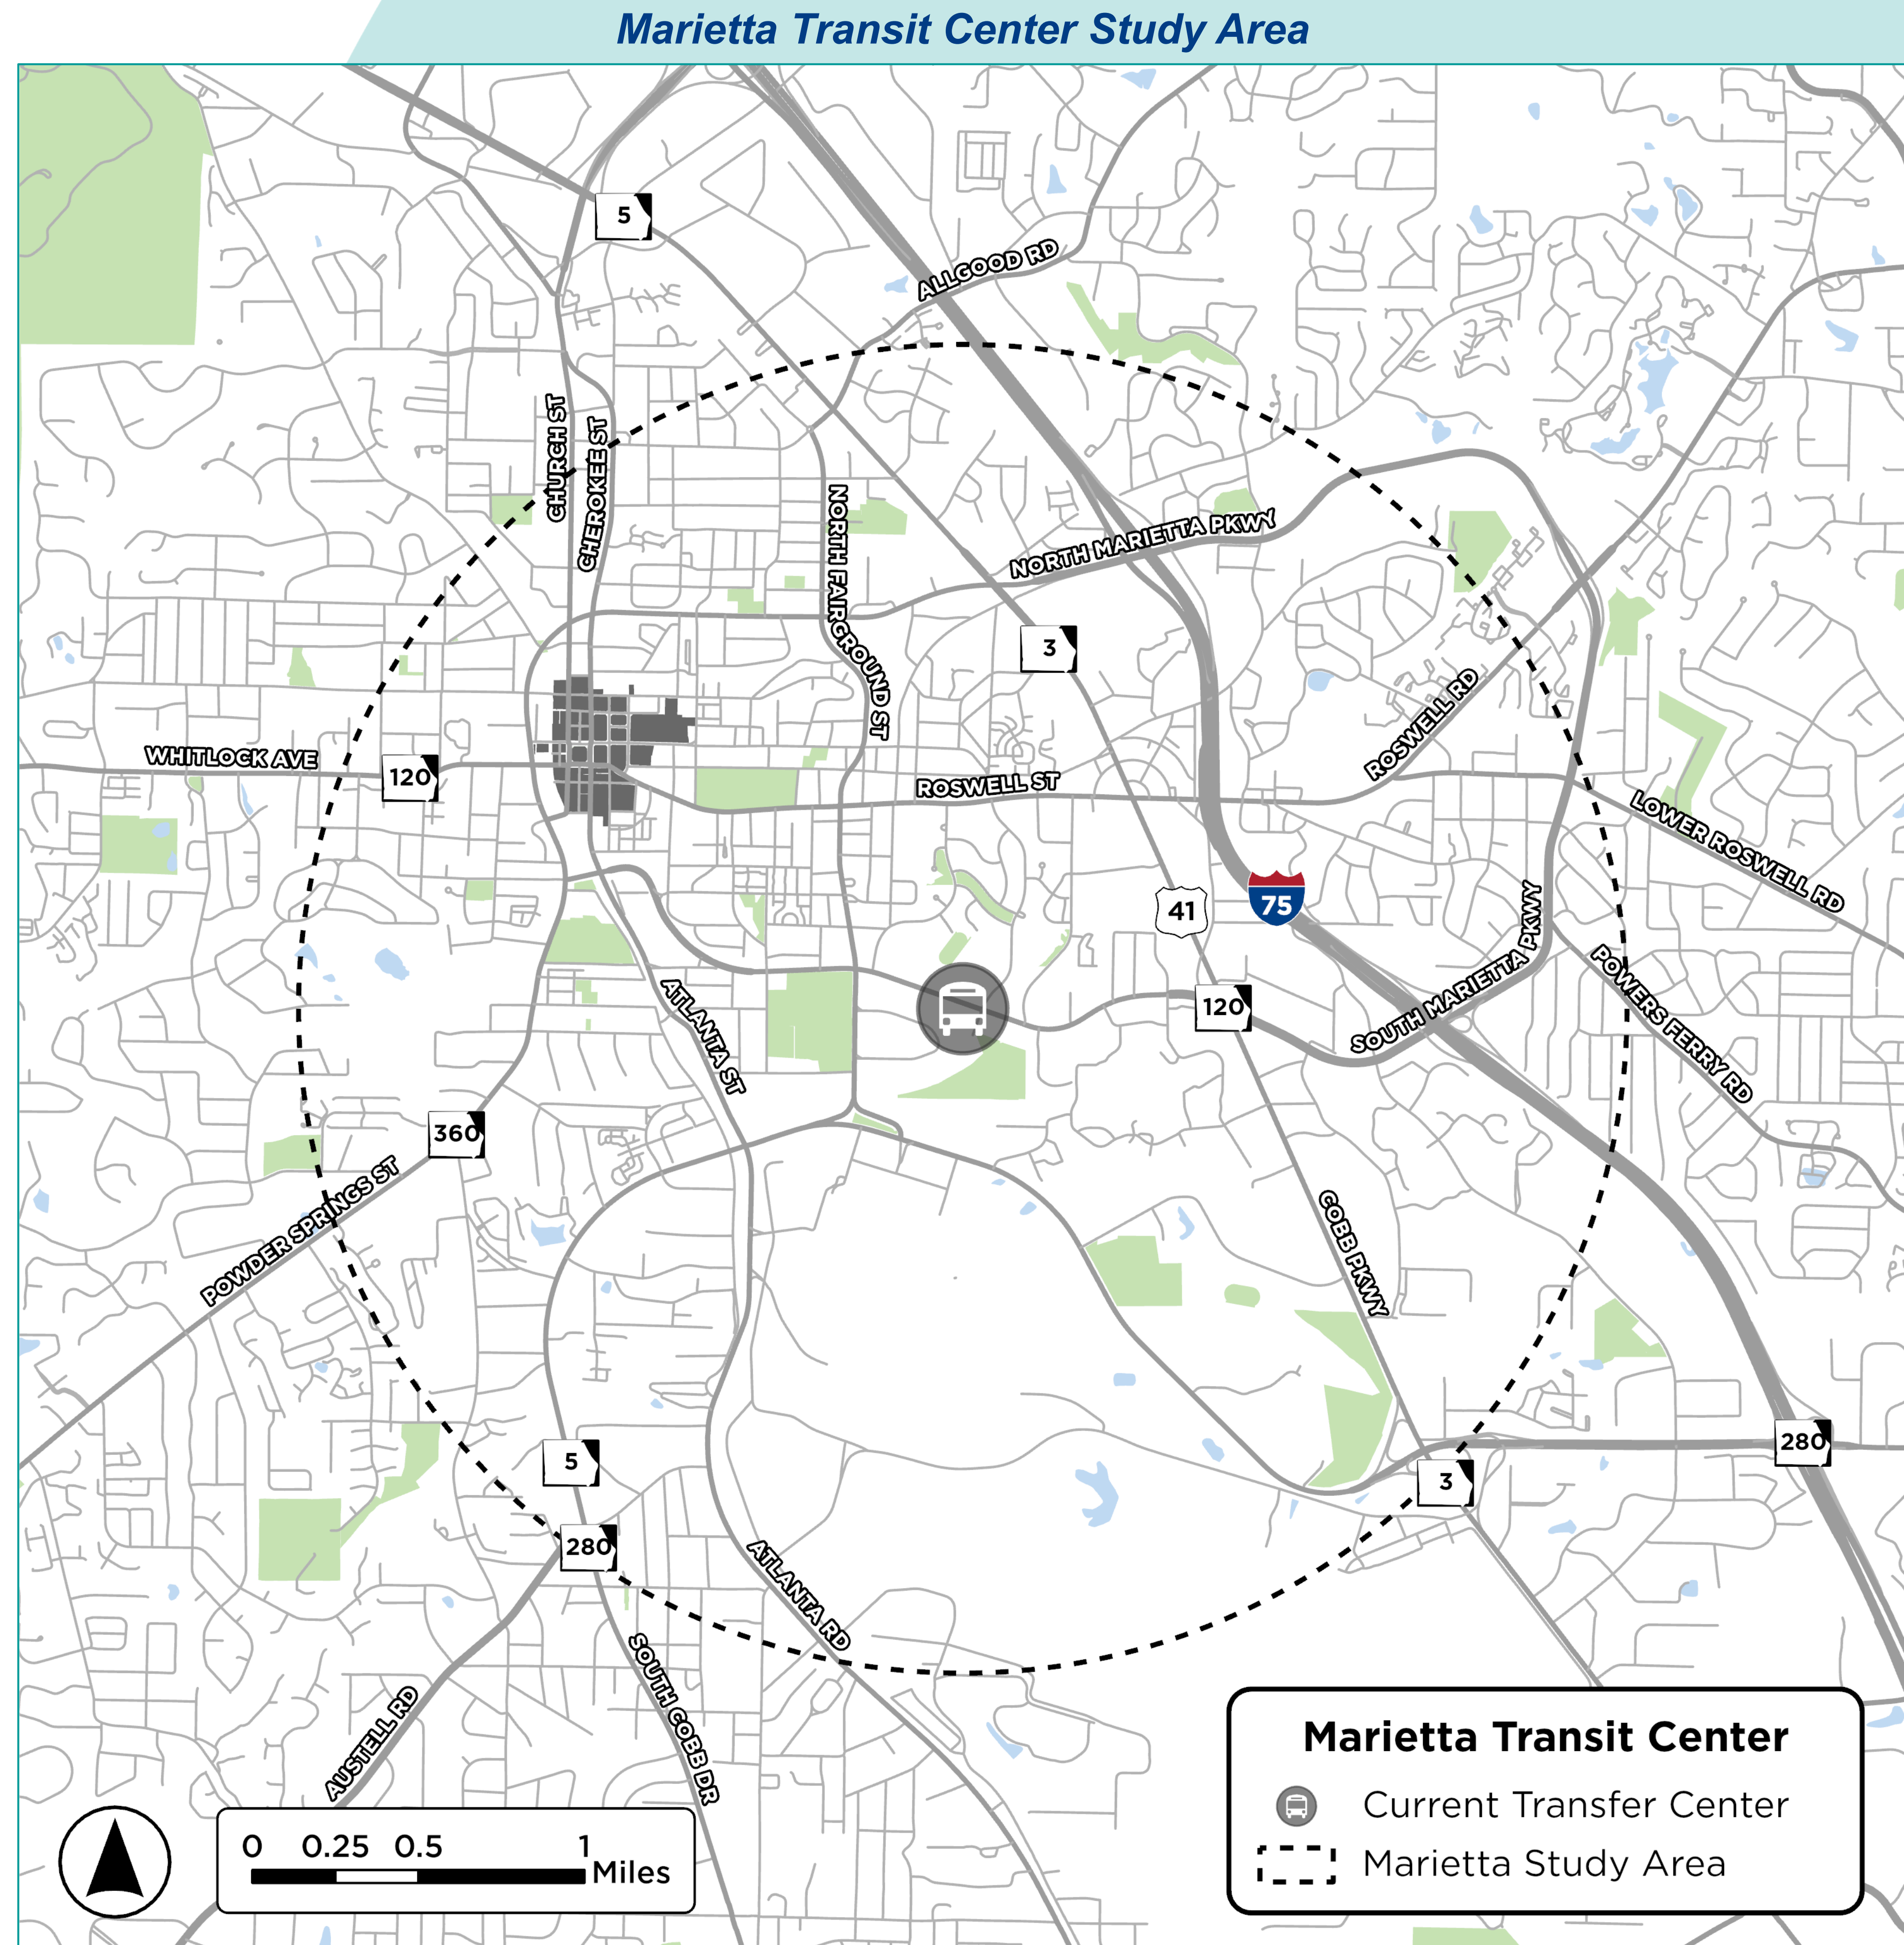 Marietta Transit Center Study Area
5
ALLGOOD RD
CHURCH ST
CHEROKEE ST
NORTH FAIRGROUND ST
NORTH MARIETTA PKWY
3
ROSWELL RD
WHITLOCK AVE
120
ROSWELL ST
LOWER ROSWELL RD
41
75
SOUTH MARIETTA PKWY
POWERS FERRY RD
ATLANTA ST
120
360
POWDER SPRINGS ST
COBB PKWY
280
5
3
280
ATLANTA RD
SOUTH COBB DR
AUSTELL RD
Marietta Transit Center
Current Transfer Center
Marietta Study Area
0 0.25 0.5 1
Miles